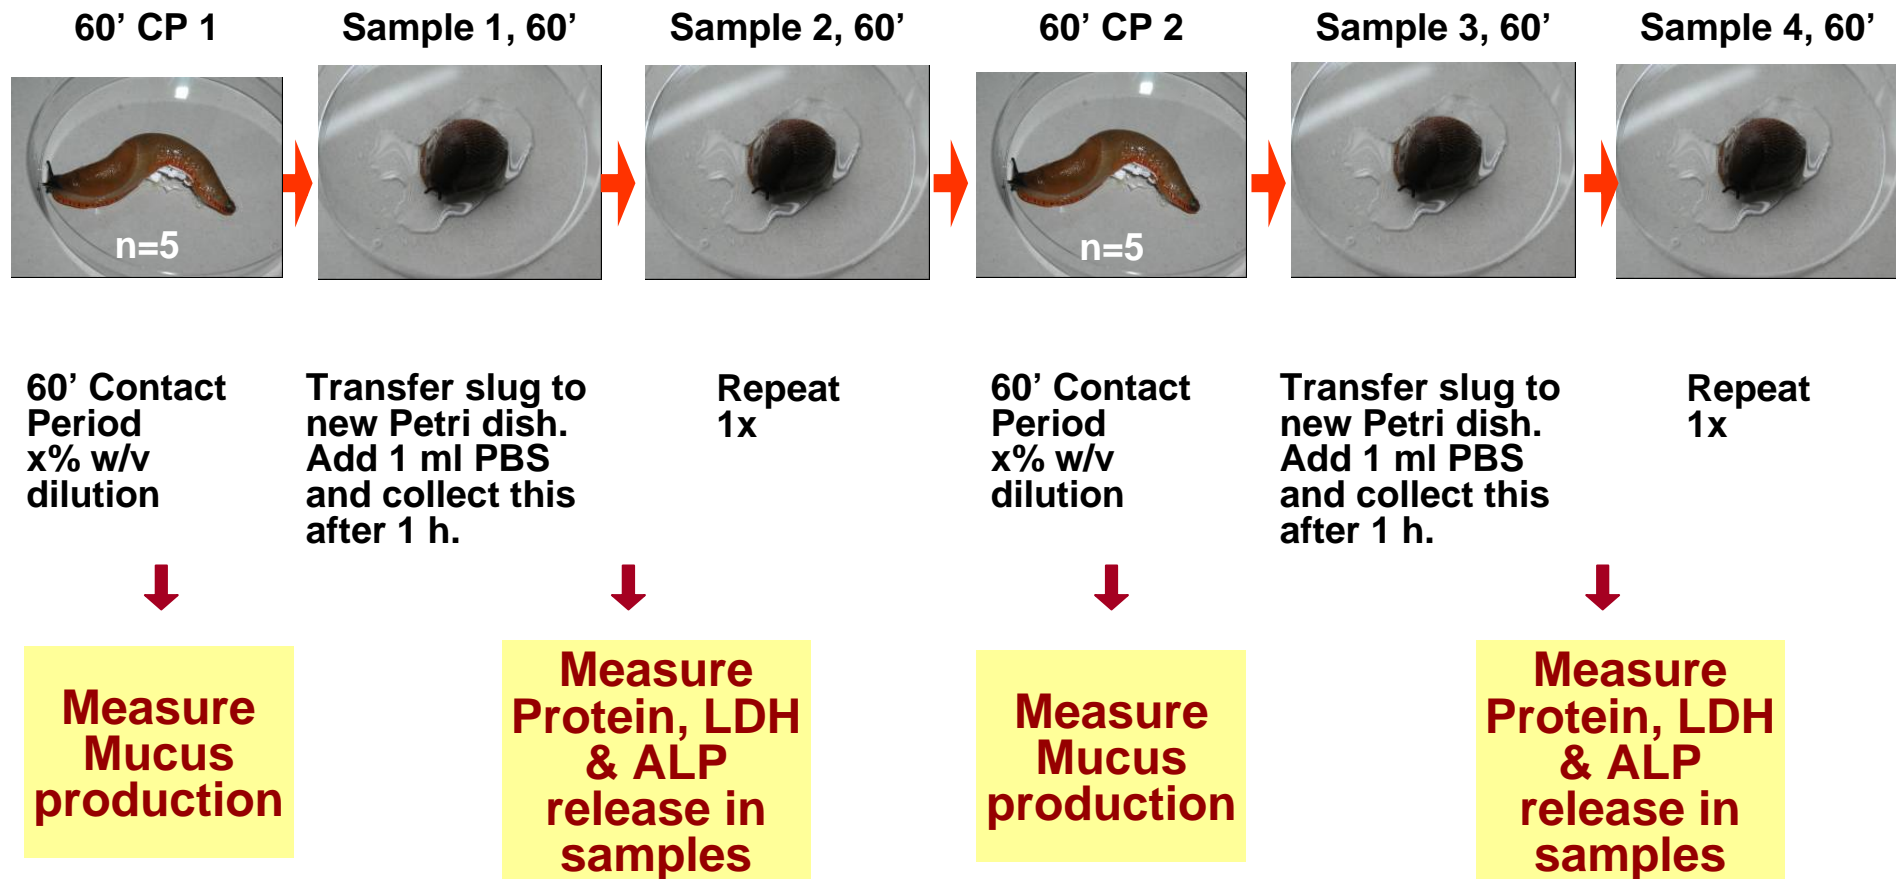 60’ CP 1
Sample 1, 60’
Sample 2, 60’
60’ CP 2
Sample 3, 60’
Sample 4, 60’
n=5
n=5
60’ Contact
Period
x% w/v
dilution
Transfer slug to
new Petri dish.
Add 1 ml PBS
and collect this
after 1 h.
Repeat
1x
60’ Contact
Period
x% w/v
dilution
Transfer slug to
new Petri dish.
Add 1 ml PBS
and collect this
after 1 h.
Repeat
1x
Measure
Mucus
production
Measure
Protein, LDH
& ALP
release in
samples
Measure
Mucus
production
Measure
Protein, LDH
& ALP
release in
samples